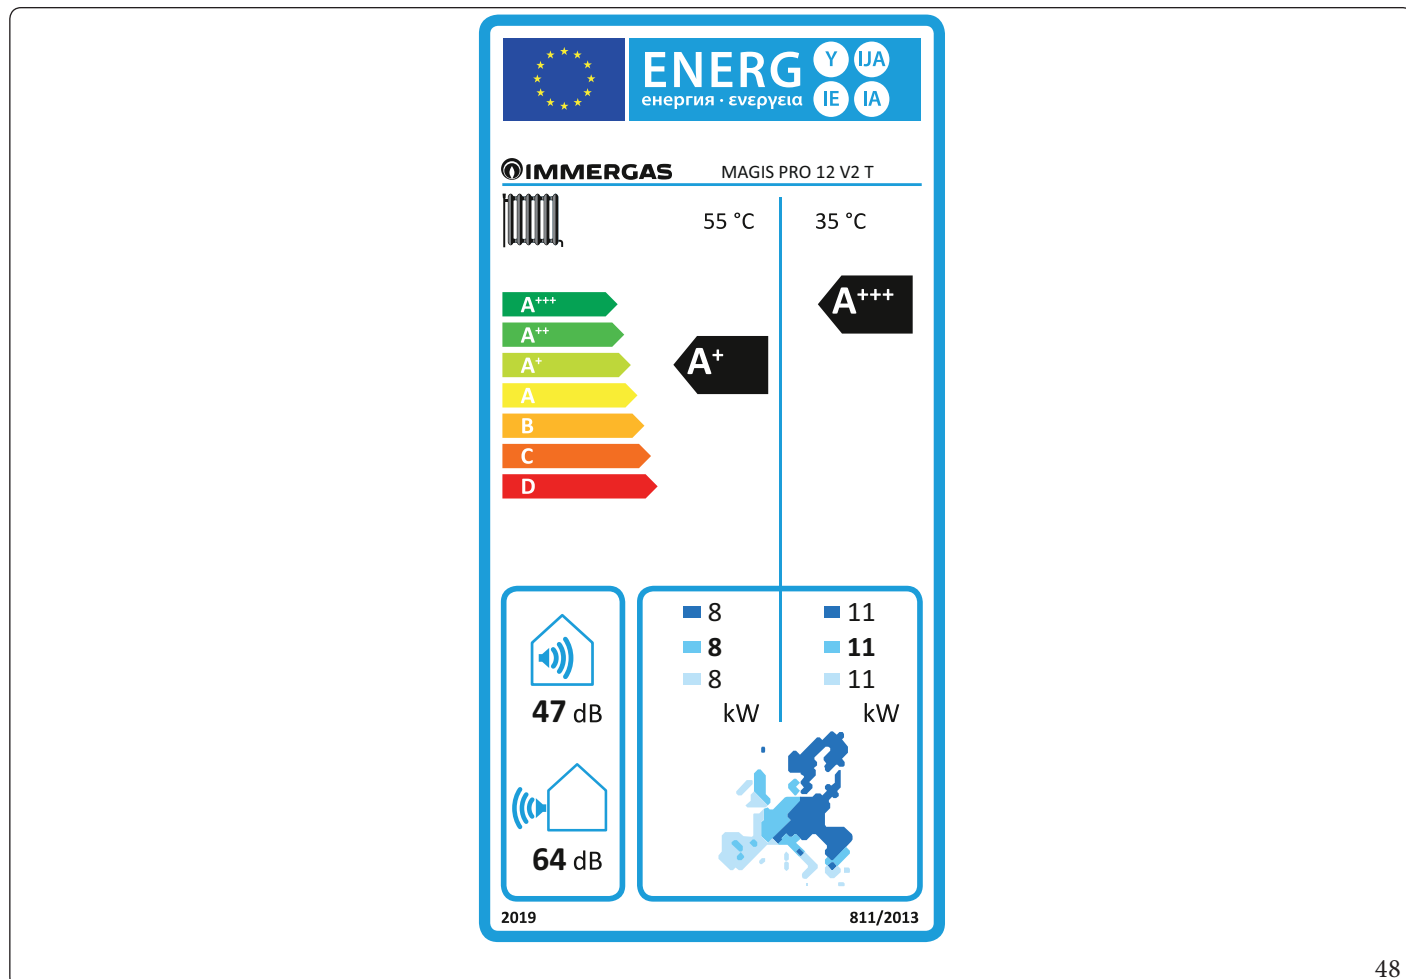 ENERG Y IJA
енергия · ενεργεια IE IA
IMMERGAS MAGIS PRO 12 V2 T
55 °C 35 °C
A+++
A+++
A++
A+
A+
A
B
C
D
8 11
8 11
8 11
kW kW
47 dB
64 dB
2019 811/2013
48